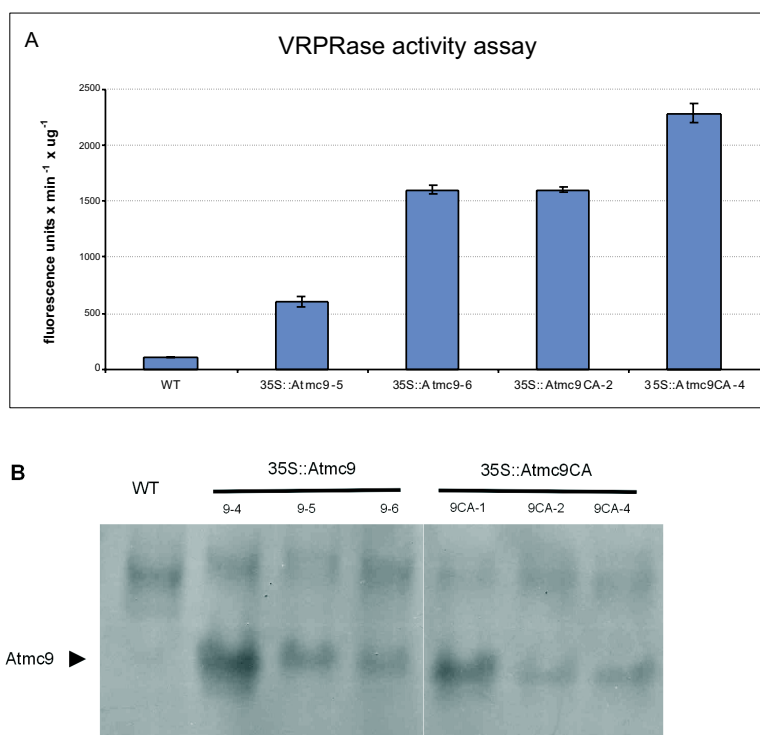 A
VRPRase activity assay
fluorescence units x min⁻¹ x ug⁻¹
2500
2000
1500
1000
500
0
WT
35S::Atmc9-5
35S::Atmc9-6
35S::Atmc9CA-2
35S::Atmc9CA-4
B
WT
35S::Atmc9
35S::Atmc9CA
9-4
9-5
9-6
9CA-1
9CA-2
9CA-4
Atmc9